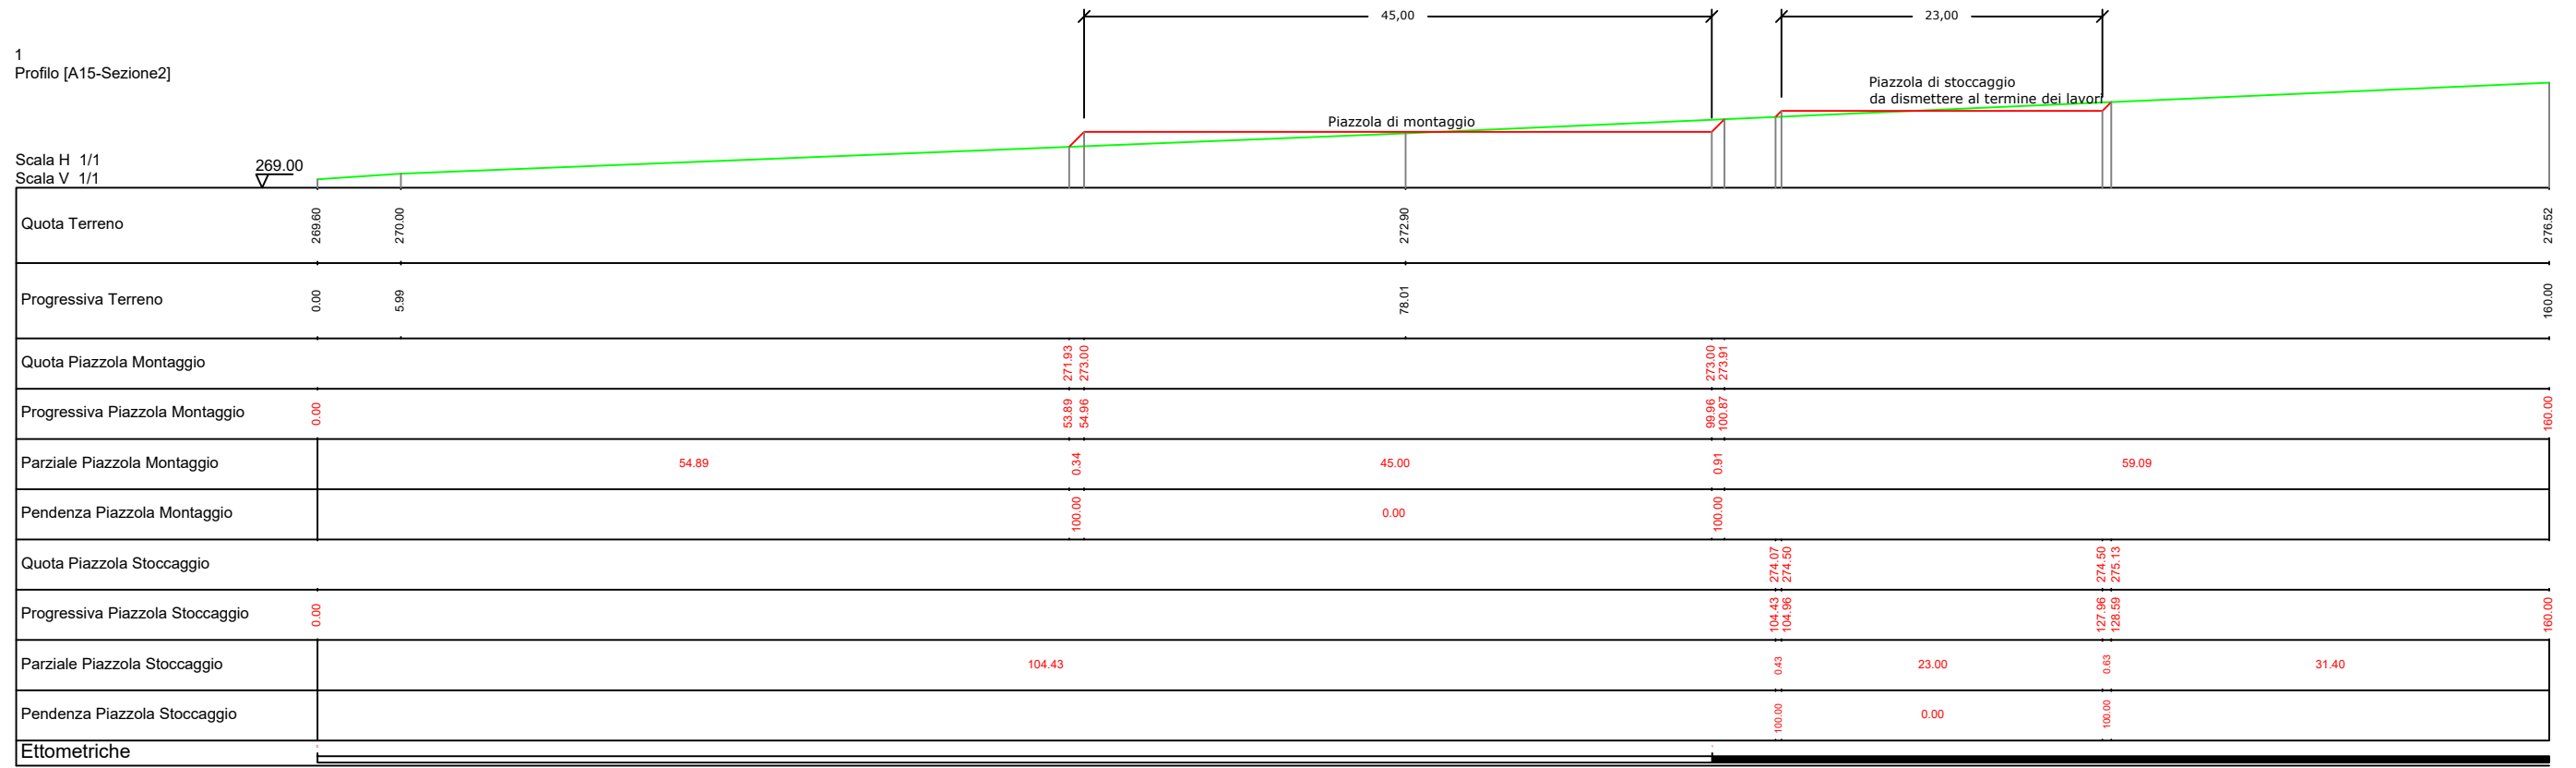 45,00
23,00
1
Profilo [A15-Sezione2]
Piazzola di stoccaggio
da dismettere al termine dei lavori
Piazzola di montaggio
Scala H 1/1
Scala V 1/1
269.00
Quota Terreno 269.60 270.00 272.90 276.52
Progressiva Terreno 0.00 5.99 78.01 160.00
Quota Piazzola Montaggio 271.93 273.00 273.00 273.91
Progressiva Piazzola Montaggio 0.00 53.89 54.96 99.96 100.87 160.00
Parziale Piazzola Montaggio 54.89 0.34 45.00 0.91 59.09
Pendenza Piazzola Montaggio 100.00 0.00 100.00
Quota Piazzola Stoccaggio 274.07 274.50 274.50 275.13
Progressiva Piazzola Stoccaggio 0.00 104.43 104.96 127.96 128.59 160.00
Parziale Piazzola Stoccaggio 104.43 0.43 23.00 0.63 31.40
Pendenza Piazzola Stoccaggio 100.00 0.00 100.00
Ettometriche